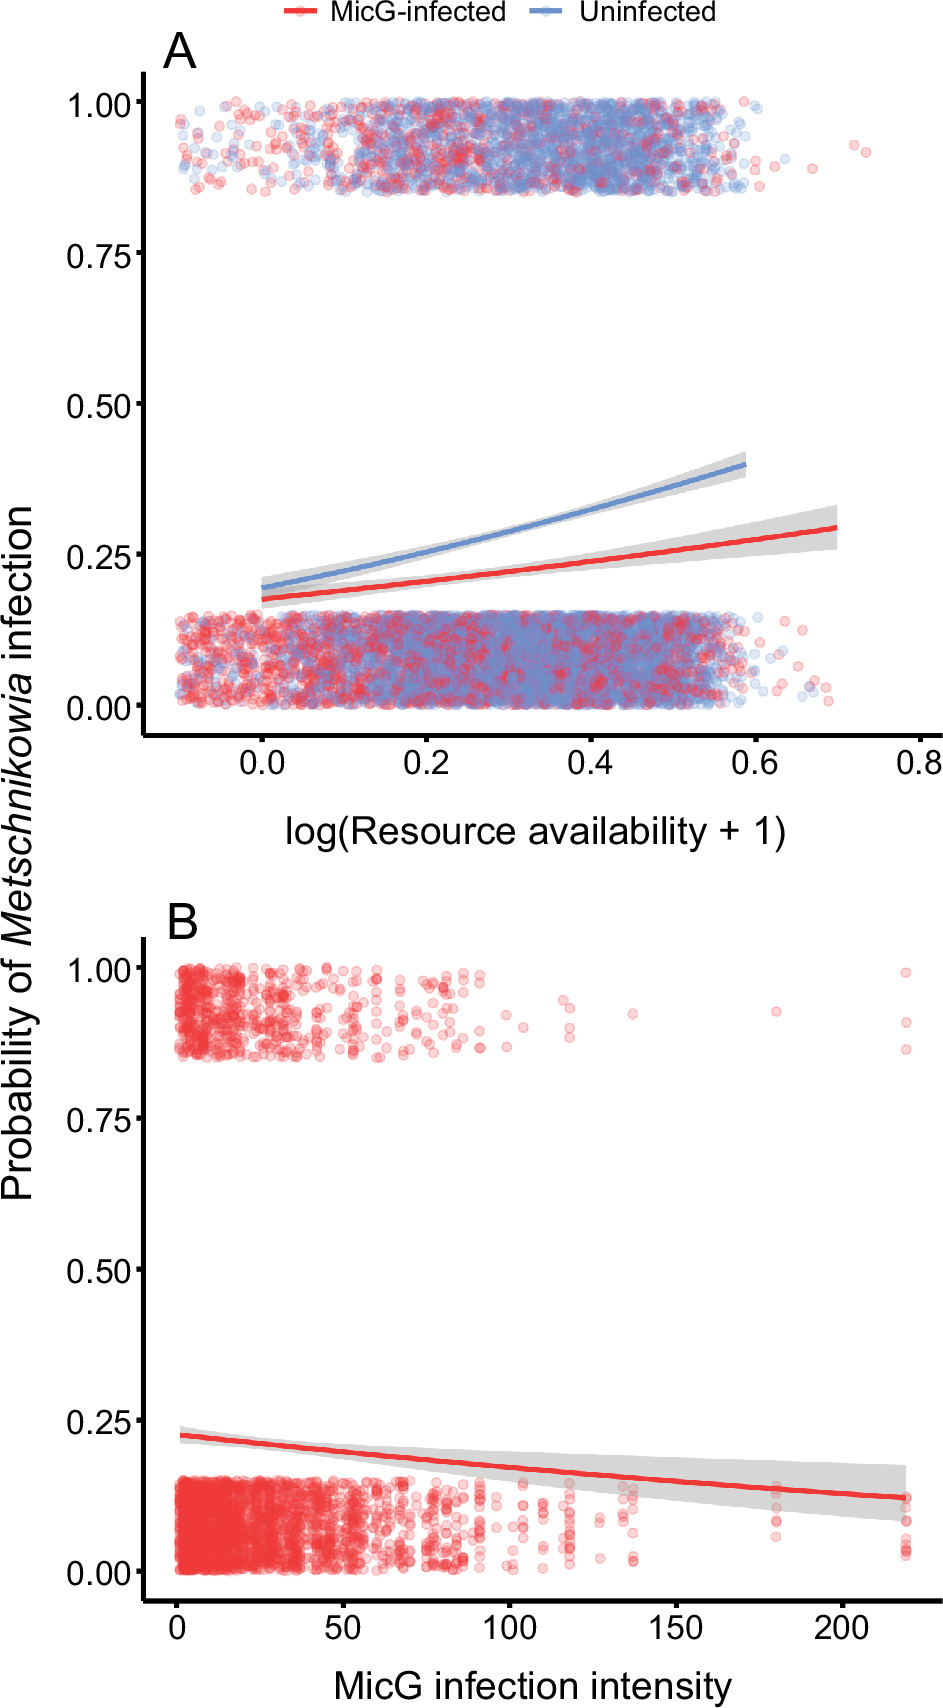 MicG-infected Uninfected
A
1.00
0.75
0.50
0.25
0.00
0.0 0.2 0.4 0.6 0.8
log(Resource availability + 1)
Probability of Metschnikowia infection
B
1.00
0.75
0.50
0.25
0.00
0 50 100 150 200
MicG infection intensity